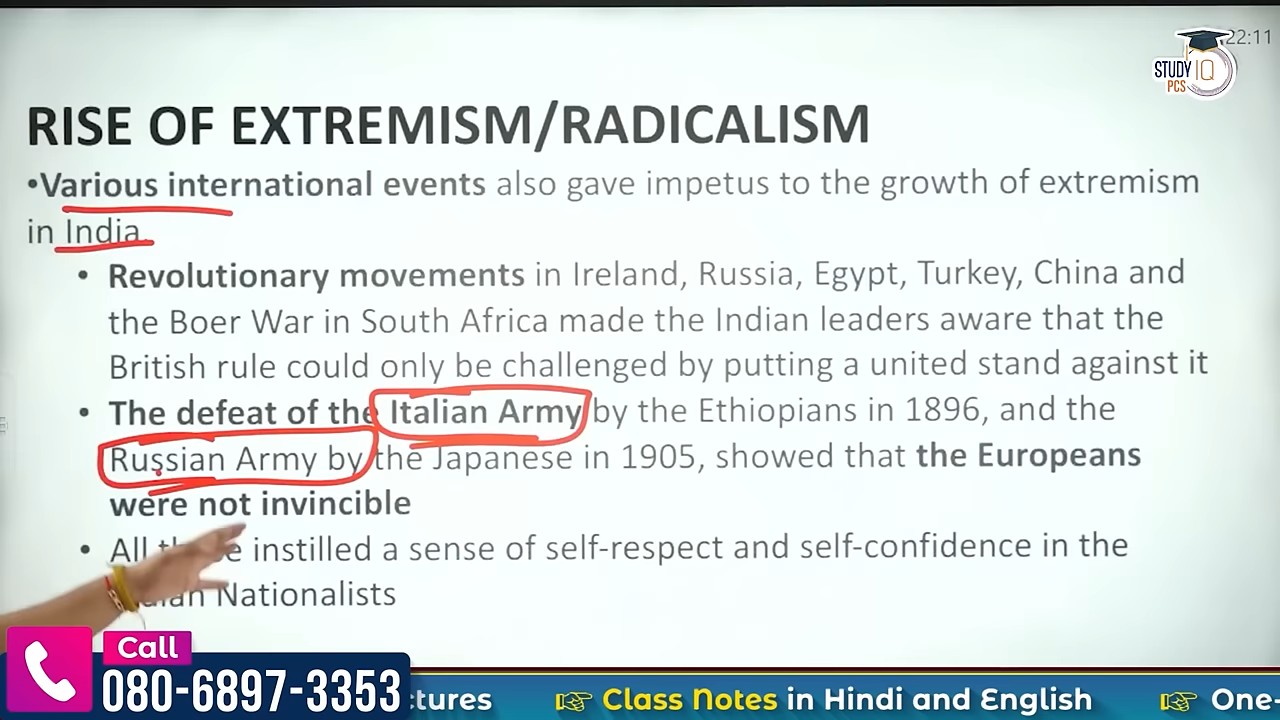 22:11
STUDY IQ
PCS
RISE OF EXTREMISM/RADICALISM
•Various international events also gave impetus to the growth of extremism
in India.
• Revolutionary movements in Ireland, Russia, Egypt, Turkey, China and
the Boer War in South Africa made the Indian leaders aware that the
British rule could only be challenged by putting a united stand against it
• The defeat of the Italian Army by the Ethiopians in 1896, and the
Russian Army by the Japanese in 1905, showed that the Europeans
were not invincible
• All instilled a sense of self-respect and self-confidence in the
Nationalists
Call
080-6897-3353
Class Notes in Hindi and English
One-